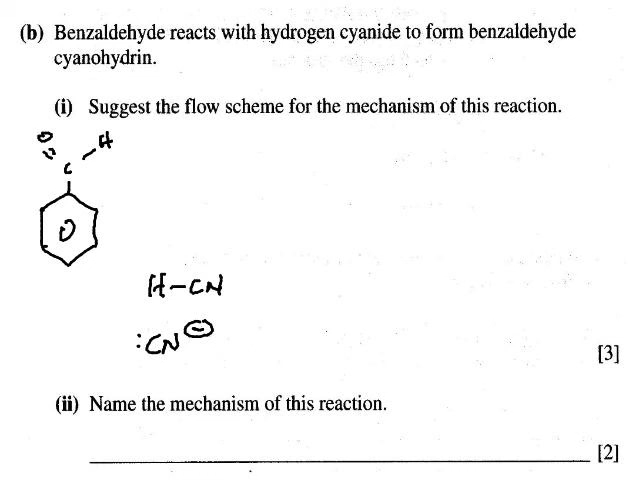 (b) Benzaldehyde reacts with hydrogen cyanide to form benzaldehyde
cyanohydrin.
(i) Suggest the flow scheme for the mechanism of this reaction.
O H
C
H-CN
:CN⊖
[3]
(ii) Name the mechanism of this reaction.
[2]